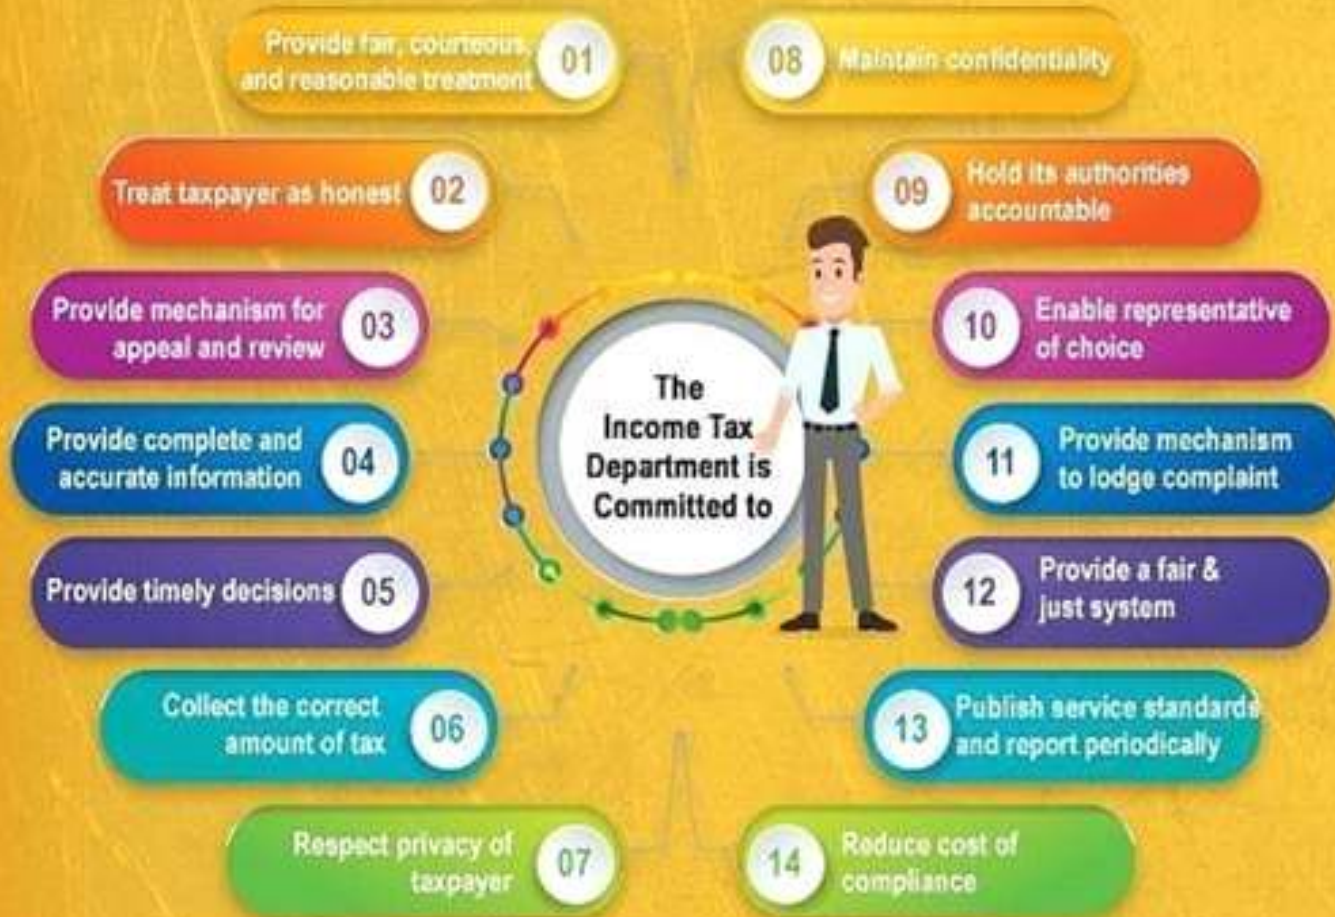 Provide fair, courteous,
and reasonable treatment
01
Treat taxpayer as honest
02
Provide mechanism for
appeal and review
03
Provide complete and
accurate information
04
Provide timely decisions
05
Collect the correct
amount of tax
06
Respect privacy of
taxpayer
07
The
Income Tax
Department is
Committed to
08
Maintain confidentiality
09
Hold its authorities
accountable
10
Enable representative
of choice
11
Provide mechanism
to lodge complaint
12
Provide a fair &
just system
13
Publish service standards
and report periodically
14
Reduce cost of
compliance